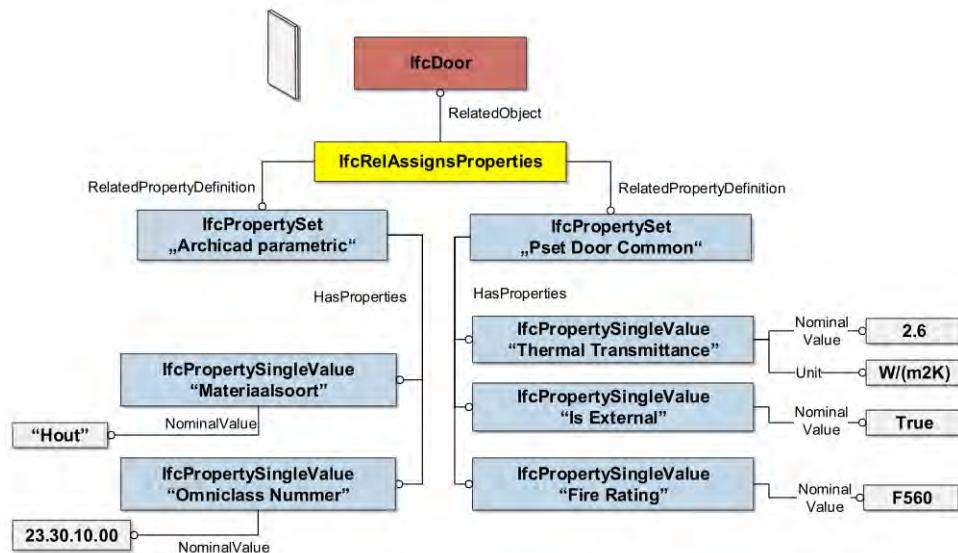 IfcDoor
RelatedObject
IfcRelAssignsProperties
RelatedPropertyDefinition
RelatedPropertyDefinition
IfcPropertySet
„Archicad parametric“
IfcPropertySet
„Pset Door Common“
HasProperties
HasProperties
IfcPropertySingleValue
“Thermal Transmittance”
Nominal
Value
2.6
Unit
W/(m2K)
IfcPropertySingleValue
“Materiaalsoort”
NominalValue
“Hout”
IfcPropertySingleValue
“Is External”
Nominal
Value
True
IfcPropertySingleValue
“Omniclass Nummer”
NominalValue
23.30.10.00
IfcPropertySingleValue
“Fire Rating”
Nominal
Value
F560